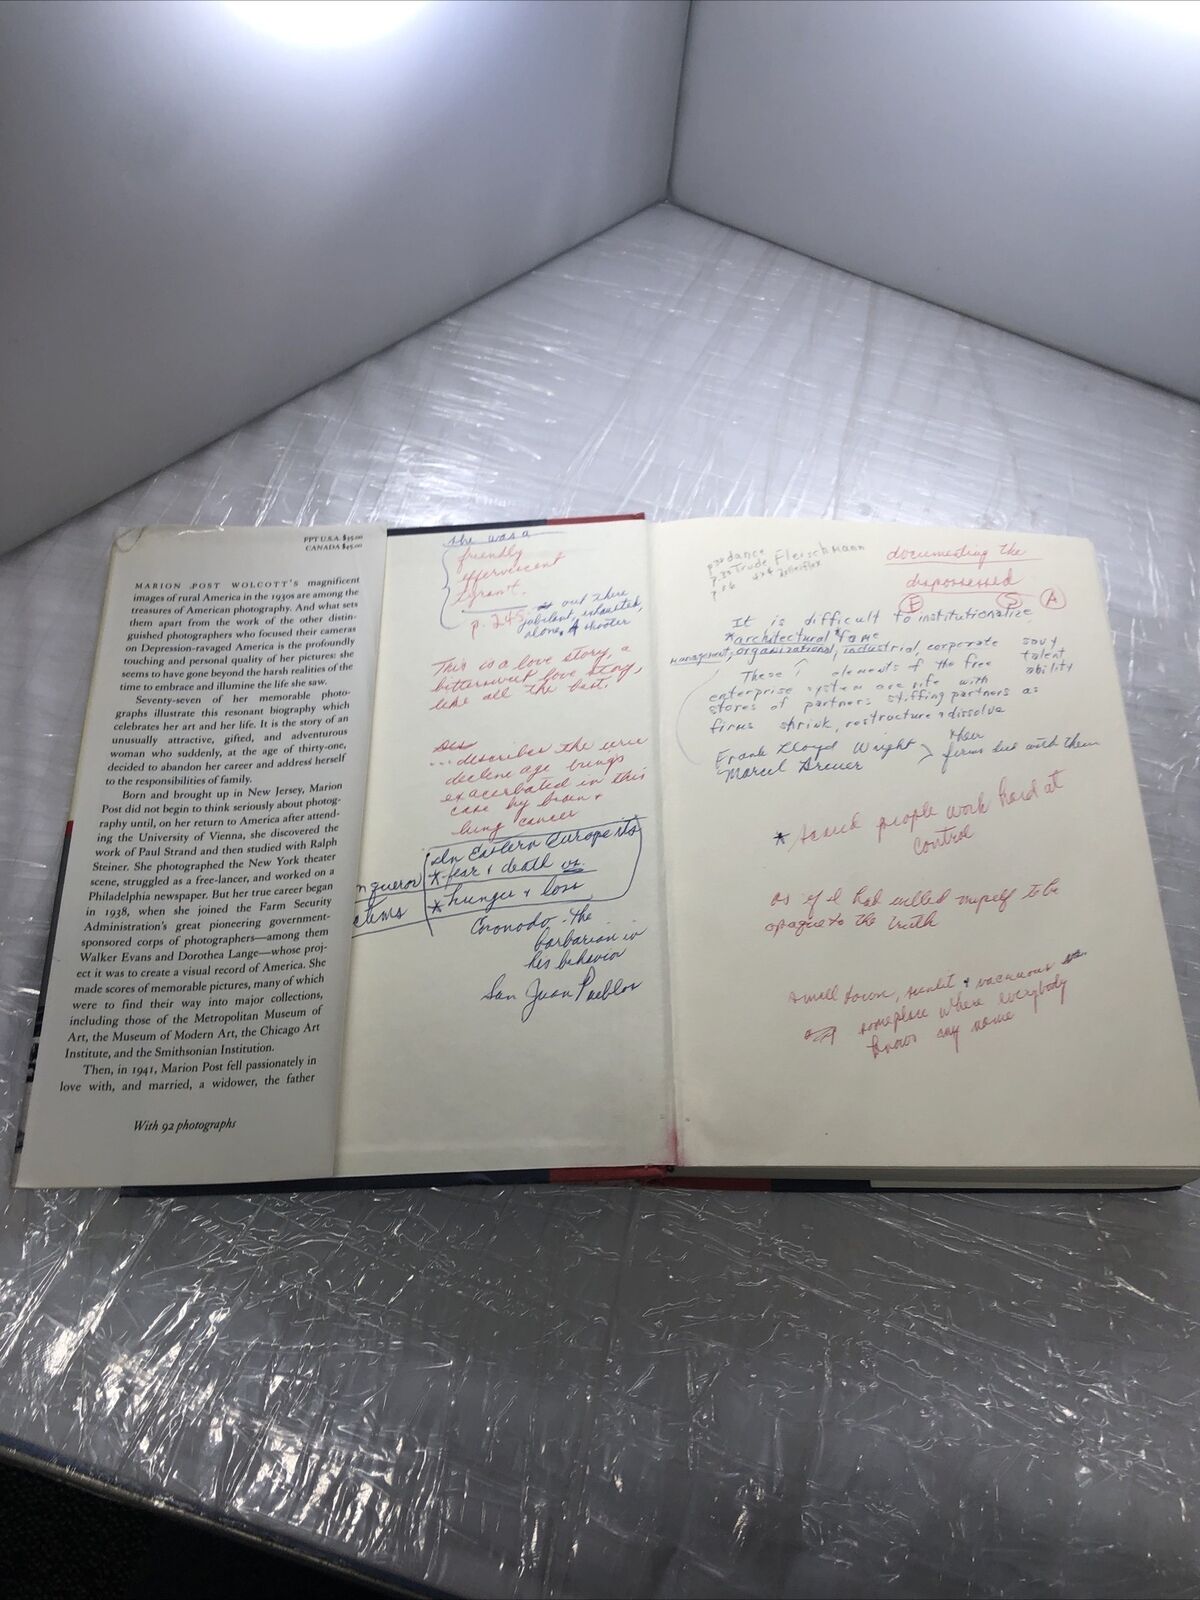 FPT U.S.A. $35.00
CANADA $45.00
MARION POST WOLCOTT'S magnificent
images of rural America in the 1930s are among the
treasures of American photography. And what sets
them apart from the work of the other distin-
guished photographers who focused their cameras
on Depression-ravaged America is the profoundly
touching and personal quality of her pictures: she
seems to have gone beyond the harsh realities of the
time to embrace and illumine the life she saw.
Seventy-seven of her memorable photo-
graphs illustrate this resonant biography which
celebrates her art and her life. It is the story of an
unusually attractive, gifted, and adventurous
woman who suddenly, at the age of thirty-one,
decided to abandon her career and address herself
to the responsibilities of family.
Born and brought up in New Jersey, Marion
Post did not begin to think seriously about photog-
raphy until, on her return to America after attend-
ing the University of Vienna, she discovered the
work of Paul Strand and then studied with Ralph
Steiner. She photographed the New York theater
scene, struggled as a free-lancer, and worked on a
Philadelphia newspaper. But her true career began
in 1938, when she joined the Farm Security
Administration's great pioneering government-
sponsored corps of photographers—among them
Walker Evans and Dorothea Lange—whose proj-
ect it was to create a visual record of America. She
made scores of memorable pictures, many of which
were to find their way into major collections,
including those of the Metropolitan Museum of
Art, the Museum of Modern Art, the Chicago Art
Institute, and the Smithsonian Institution.
Then, in 1941, Marion Post fell passionately in
love with, and married, a widower, the father
With 92 photographs
she was a
friendly
effervescent
tyrant.
p. 245 out there
jubilant, exhausted,
alone. A shooter
This is a love story, a
bittersweet love story,
like all the best.
... describes the
decline age brings
exacerbated in this
case by brain +
lung cancer
In Eastern Europe its
* fear + death vs.
* hunger + loss
Coronodo - the
barbarian in
his behavior
San Juan Pueblos
dance
Trude Fleischmann
Rolleiflex
documenting the
dispossessed
F S A
It is difficult to institutionalize
* architectural * fame
management, organizational, industrial, corporate savy
These elements of the free talent
enterprise system are rife with ability
stores of partners stiffing partners as
firms shrink, restructure + dissolve
Frank Lloyd Wright > their
Marcel Breuer firms died with them
* Scared people work hard at
control
as if I had willed myself to be
opaque to the truth
small town, sunlit + vacuous
someplace where everybody
knows my name